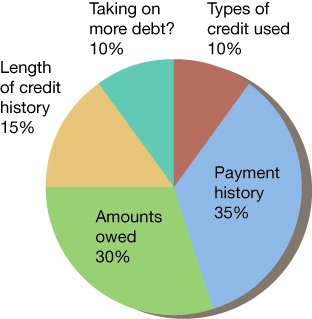 Taking on
more debt?
10%
Types of
credit used
10%
Length
of credit
history
15%
Payment
history
35%
Amounts
owed
30%